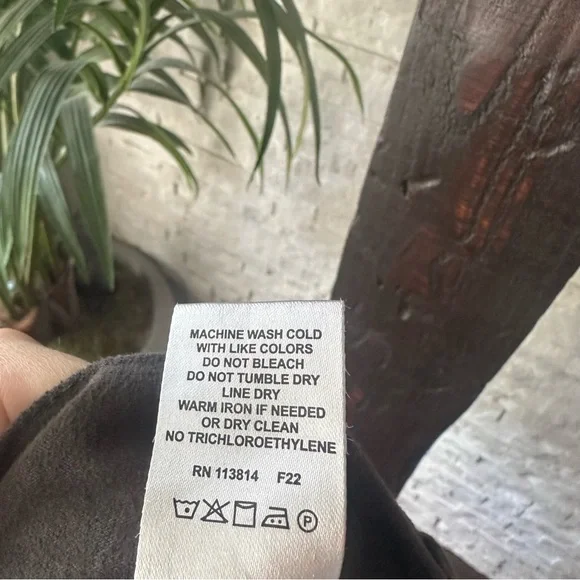 MACHINE WASH COLD
WITH LIKE COLORS
DO NOT BLEACH
DO NOT TUMBLE DRY
LINE DRY
WARM IRON IF NEEDED
OR DRY CLEAN
NO TRICHLOROETHYLENE
RN 113814 F22
P